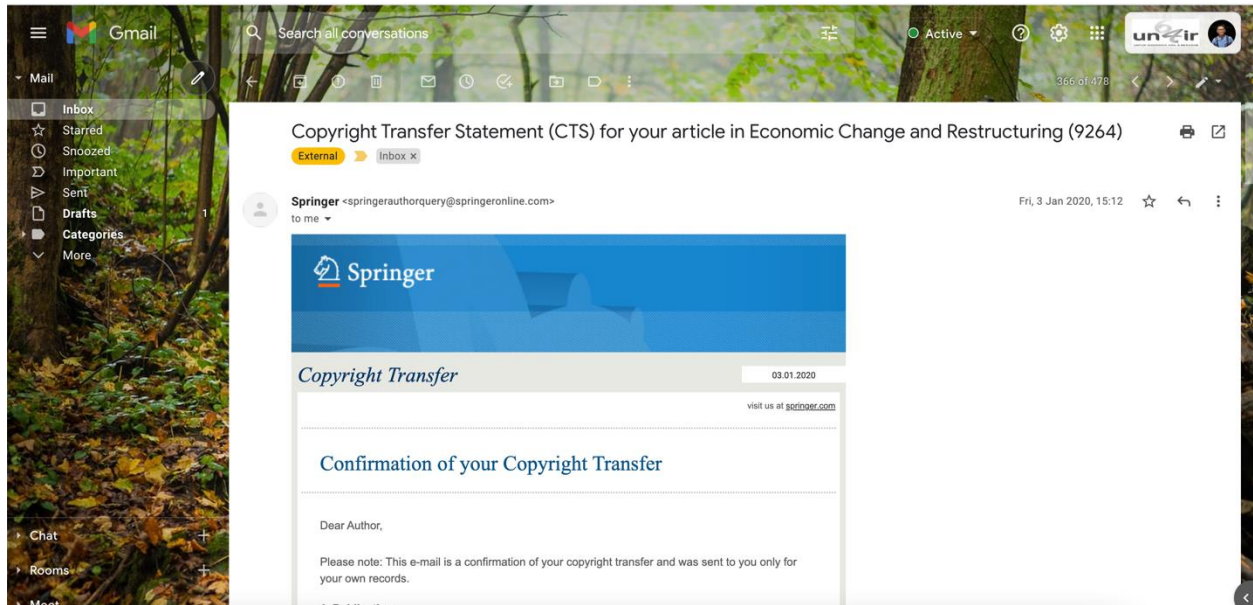 Gmail
Search all conversations
Active
Mail
366 of 478
Inbox
Starred
Snoozed
Important
Sent
Drafts 1
Categories
More
Copyright Transfer Statement (CTS) for your article in Economic Change and Restructuring (9264)
External Inbox ×
Springer <springerauthorquery@springeronline.com> Fri, 3 Jan 2020, 15:12
to me
Springer
Copyright Transfer 03.01.2020
visit us at springer.com
Confirmation of your Copyright Transfer
Dear Author,
Please note: This e-mail is a confirmation of your copyright transfer and was sent to you only for
your own records.
Chat
Rooms